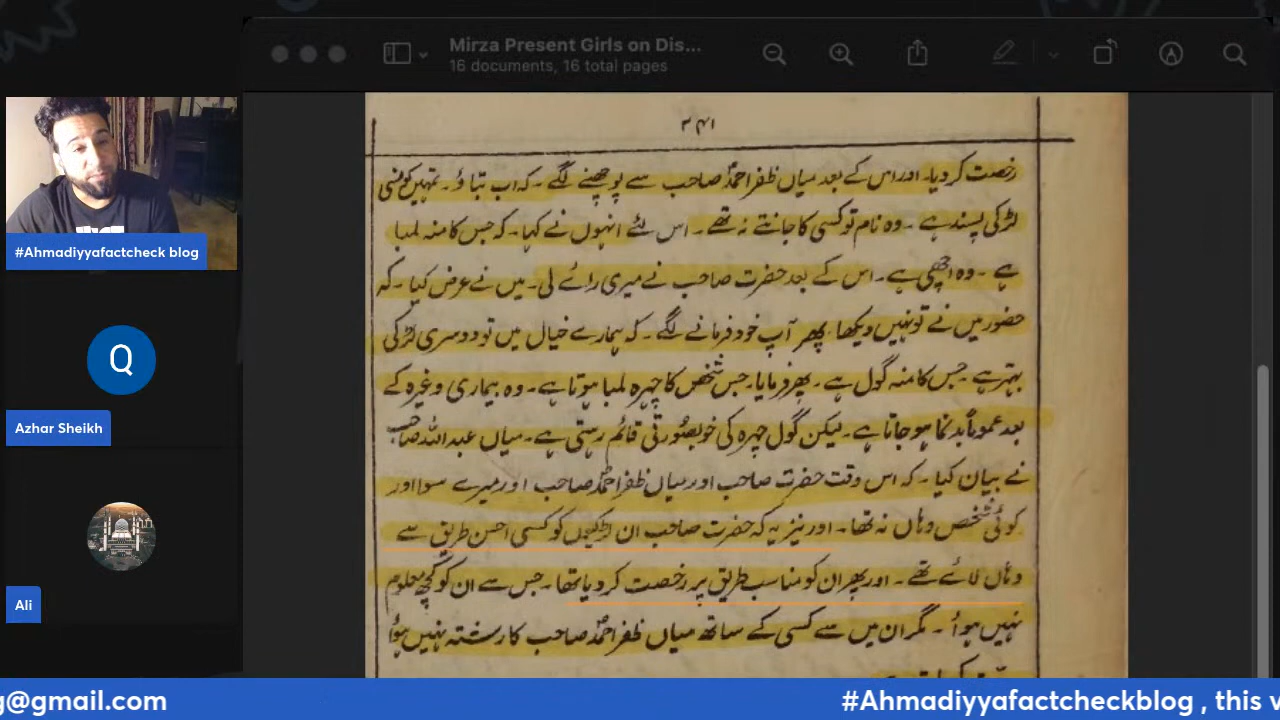 Mirza Present Girls on Dis...
16 documents, 16 total pages
۲۴۱
رخصت کر دیا۔ اور اس کے بعد میاں ظفر احمدؐ صاحب سے پوچھنے لگے۔ کہ اب بتاؤ۔ تمہیں کونسی
لڑکی پسند ہے۔ وہ نام تو کسی کا جانتے نہ تھے۔ اس لئے انہوں نے کہا۔ کہ جس کا منہ لمبا
ہے۔ وہ اچھی ہے۔ اس کے بعد حضرت صاحب نے میری رائے لی۔ میں نے عرض کیا۔ کہ
حضور میں نے تو نہیں دیکھا پھر آپ خود فرمانے لگے۔ کہ ہمارے خیال میں تو دوسری لڑکی
بہتر ہے۔ جس کا منہ گول ہے۔ پھر فرمایا۔ جس شخص کا چہرہ لمبا ہوتا ہے۔ وہ بیماری وغیرہ کے
بعد عموماً بدنما ہو جاتا ہے۔ لیکن گول چہرہ کی خوبصورتی قائم رہتی ہے۔ میاں عبد اللہ صاحب
نے بیان کیا۔ کہ اس وقت حضرت صاحب اور میاں ظفر احمدؐ صاحب اور میرے سوا اور
کوئی شخص وہاں نہ تھا۔ اور نیز یہ کہ حضرت صاحب ان لڑکیوں کو کسی احسن طریق سے
وہاں لائے تھے۔ اور پھر ان کو مناسب طریق پر رخصت کر دیا تھا۔ جس سے ان کو کچھ معلوم
نہیں ہوا۔ مگر ان میں سے کسی کے ساتھ میاں ظفر احمدؐ صاحب کا رشتہ نہیں ہوا
#Ahmadiyyafactcheck blog
Q
Azhar Sheikh
Ali
g@gmail.com
#Ahmadiyyafactcheckblog , this v